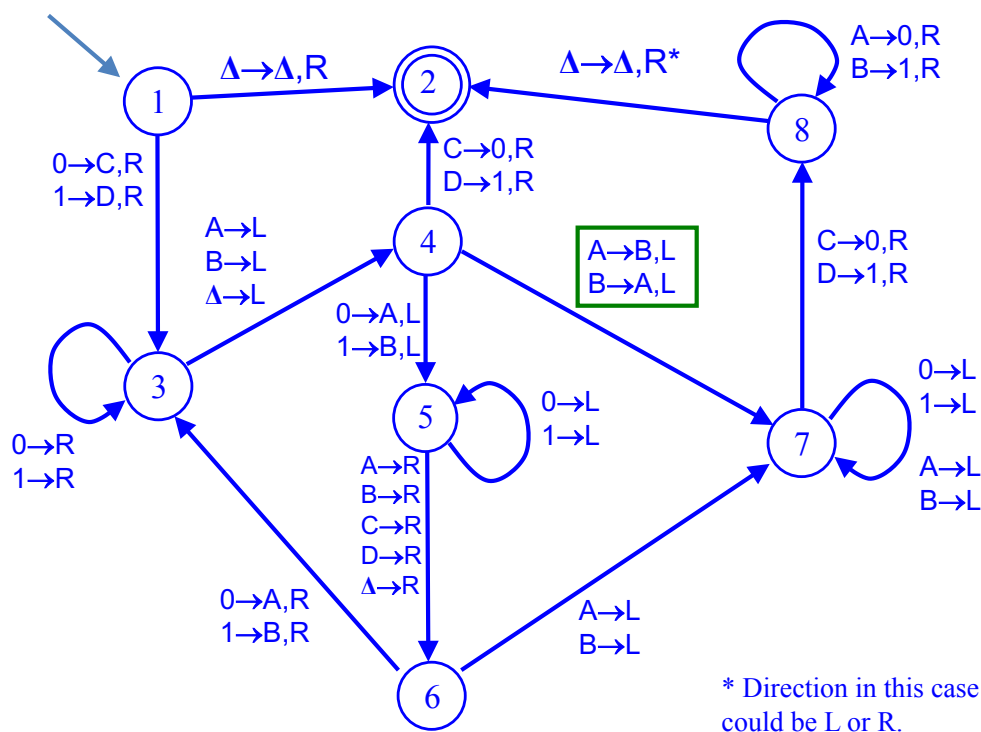 Δ→Δ,R
Δ→Δ,R*
A→0,R
B→1,R
1
2
8
0→C,R
1→D,R
C→0,R
D→1,R
A→L
B→L
Δ→L
4
A→B,L
B→A,L
C→0,R
D→1,R
0→A,L
1→B,L
3
5
7
0→R
1→R
0→L
1→L
0→L
1→L
A→L
B→L
A→R
B→R
C→R
D→R
Δ→R
0→A,R
1→B,R
A→L
B→L
6
* Direction in this case
could be L or R.